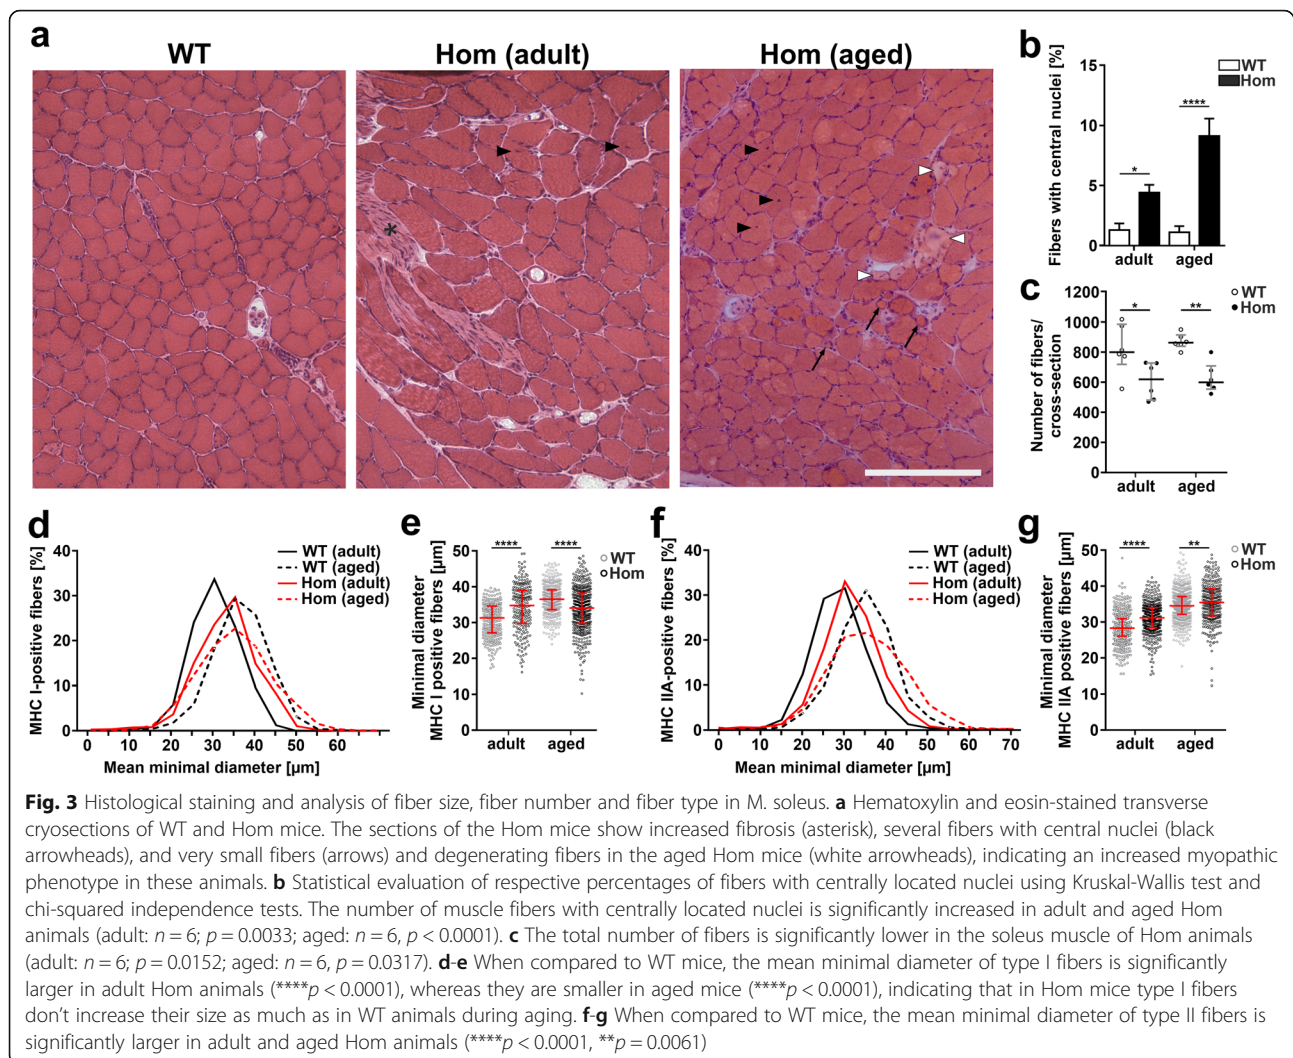 a
WT
Hom (adult)
Hom (aged)
*
b
Fibers with central nuclei [%]
15
10
5
0
WT
Hom
*
****
adult
aged
c
Number of fibers/
cross-section
1200
1000
800
600
400
200
0
WT
Hom
*
**
adult
aged
d
MHC I-positive fibers [%]
40
30
20
10
0
WT (adult)
WT (aged)
Hom (adult)
Hom (aged)
0 10 20 30 40 50 60
Mean minimal diameter [µm]
e
Minimal diameter
MHC I positive fibers [µm]
50
40
30
20
10
0
**** ****
WT
Hom
adult aged
f
MHC IIA-positive fibers [%]
40
30
20
10
0
WT (adult)
WT (aged)
Hom (adult)
Hom (aged)
0 10 20 30 40 50 60 70
Mean minimal diameter [µm]
g
Minimal diameter
MHC IIA positive fibers [µm]
50
40
30
20
10
0
**** **
WT
Hom
adult aged
Fig. 3 Histological staining and analysis of fiber size, fiber number and fiber type in M. soleus. a Hematoxylin and eosin-stained transverse
cryosections of WT and Hom mice. The sections of the Hom mice show increased fibrosis (asterisk), several fibers with central nuclei (black
arrowheads), and very small fibers (arrows) and degenerating fibers in the aged Hom mice (white arrowheads), indicating an increased myopathic
phenotype in these animals. b Statistical evaluation of respective percentages of fibers with centrally located nuclei using Kruskal-Wallis test and
chi-squared independence tests. The number of muscle fibers with centrally located nuclei is significantly increased in adult and aged Hom
animals (adult: n = 6; p = 0.0033; aged: n = 6, p < 0.0001). c The total number of fibers is significantly lower in the soleus muscle of Hom animals
(adult: n = 6; p = 0.0152; aged: n = 6, p = 0.0317). d-e When compared to WT mice, the mean minimal diameter of type I fibers is significantly
larger in adult Hom animals (****p < 0.0001), whereas they are smaller in aged mice (****p < 0.0001), indicating that in Hom mice type I fibers
don't increase their size as much as in WT animals during aging. f-g When compared to WT mice, the mean minimal diameter of type II fibers is
significantly larger in adult and aged Hom animals (****p < 0.0001, **p = 0.0061)